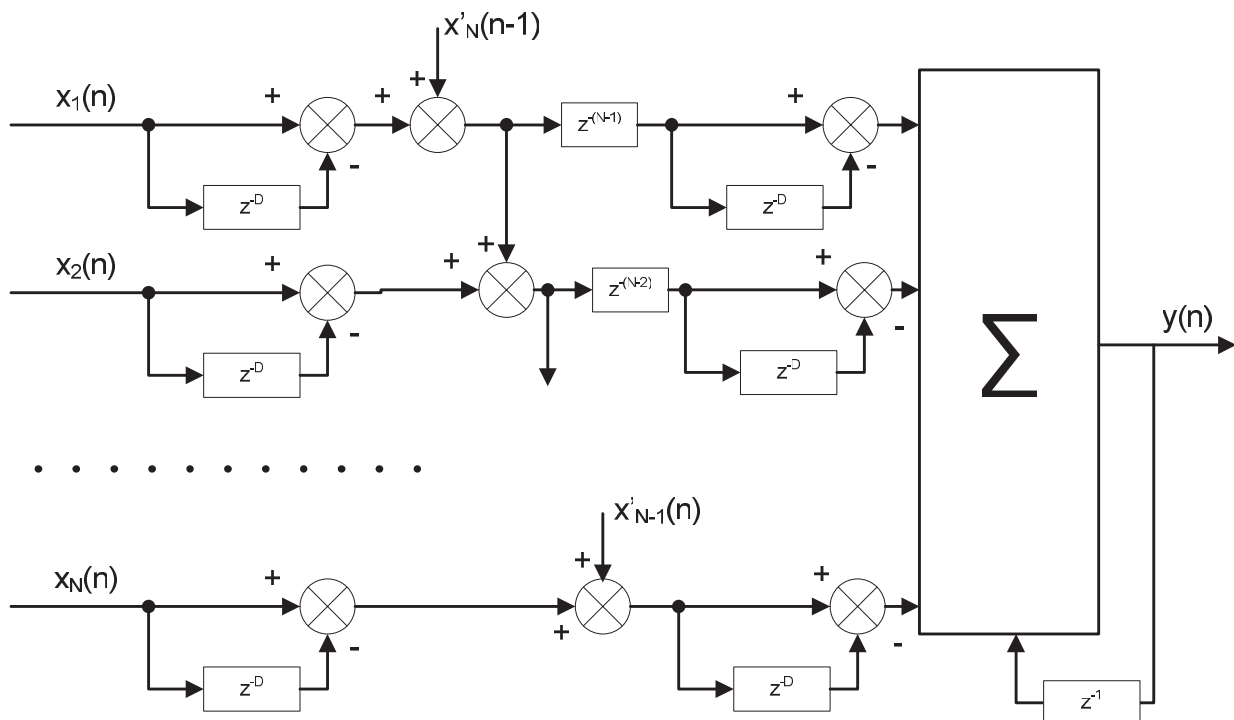 x'N(n-1)
x1(n) + + + z-(N-1) +
- -
z-D z-D
+
x2(n) + + z-(N-2) +
- -
z-D z-D
Σ y(n)
. . . . . . . . . . .
x'N-1(n)
xN(n) + + +
+
- -
z-D z-D z-1